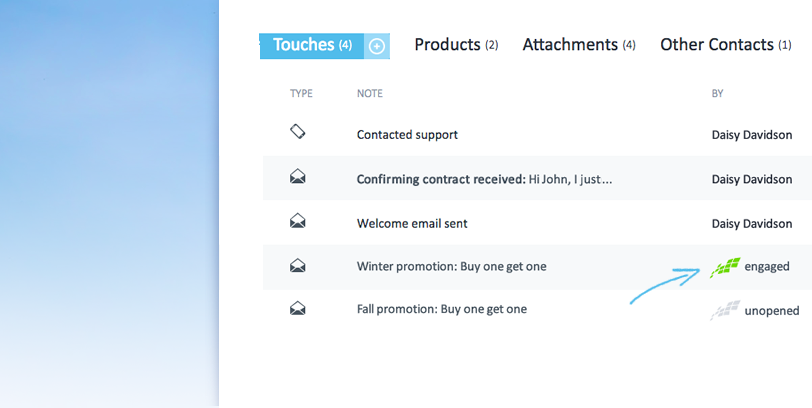 Touches (4) Products (2) Attachments (4) Other Contacts (1)
TYPE NOTE BY
Contacted support Daisy Davidson
Confirming contract received: Hi John, I just... Daisy Davidson
Welcome email sent Daisy Davidson
Winter promotion: Buy one get one engaged
Fall promotion: Buy one get one unopened